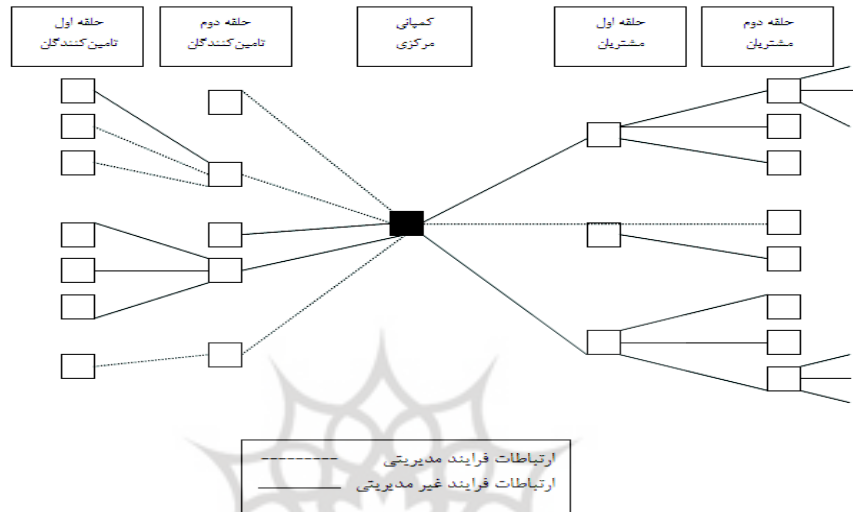 حلقه دوم
مشتریان
حلقه اول
مشتریان
کمپانی
مرکزی
حلقه دوم
تامین‌کنندگان
حلقه اول
تامین‌کنندگان
ارتباطات فرایند مدیریتی
ارتباطات فرایند غیر مدیریتی